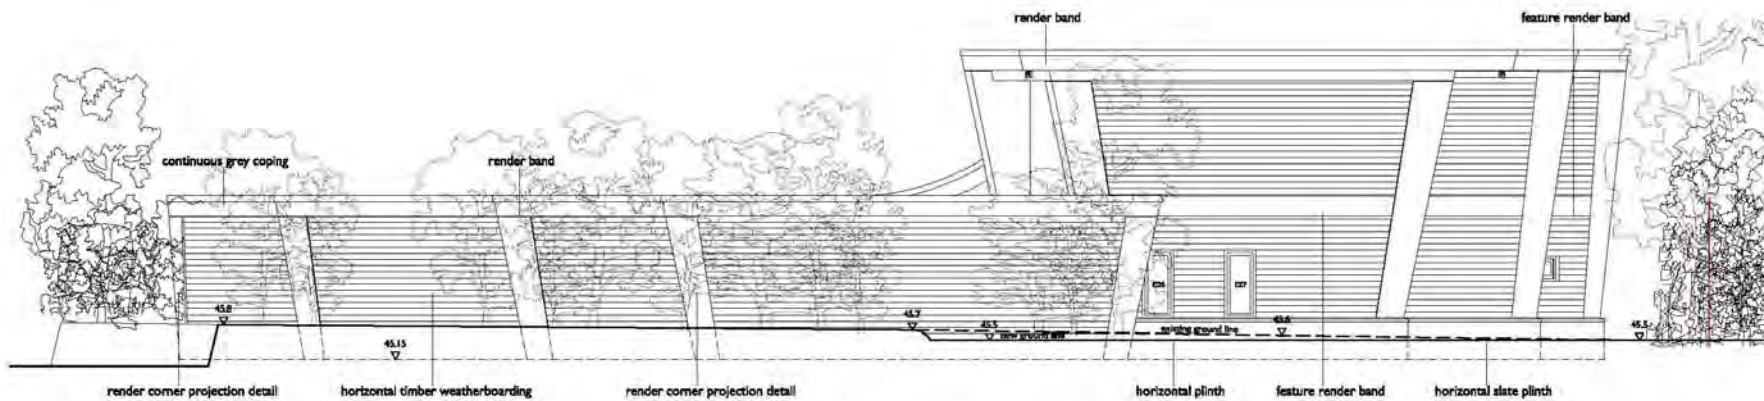 render band
feature render band
continuous grey coping
render band
E26
E27
45.8
45.7
45.5
existing ground line
45.6
45.5
new ground line
45.15
render corner projection detail
horizontal timber weatherboarding
render corner projection detail
horizontal plinth
feature render band
horizontal slate plinth